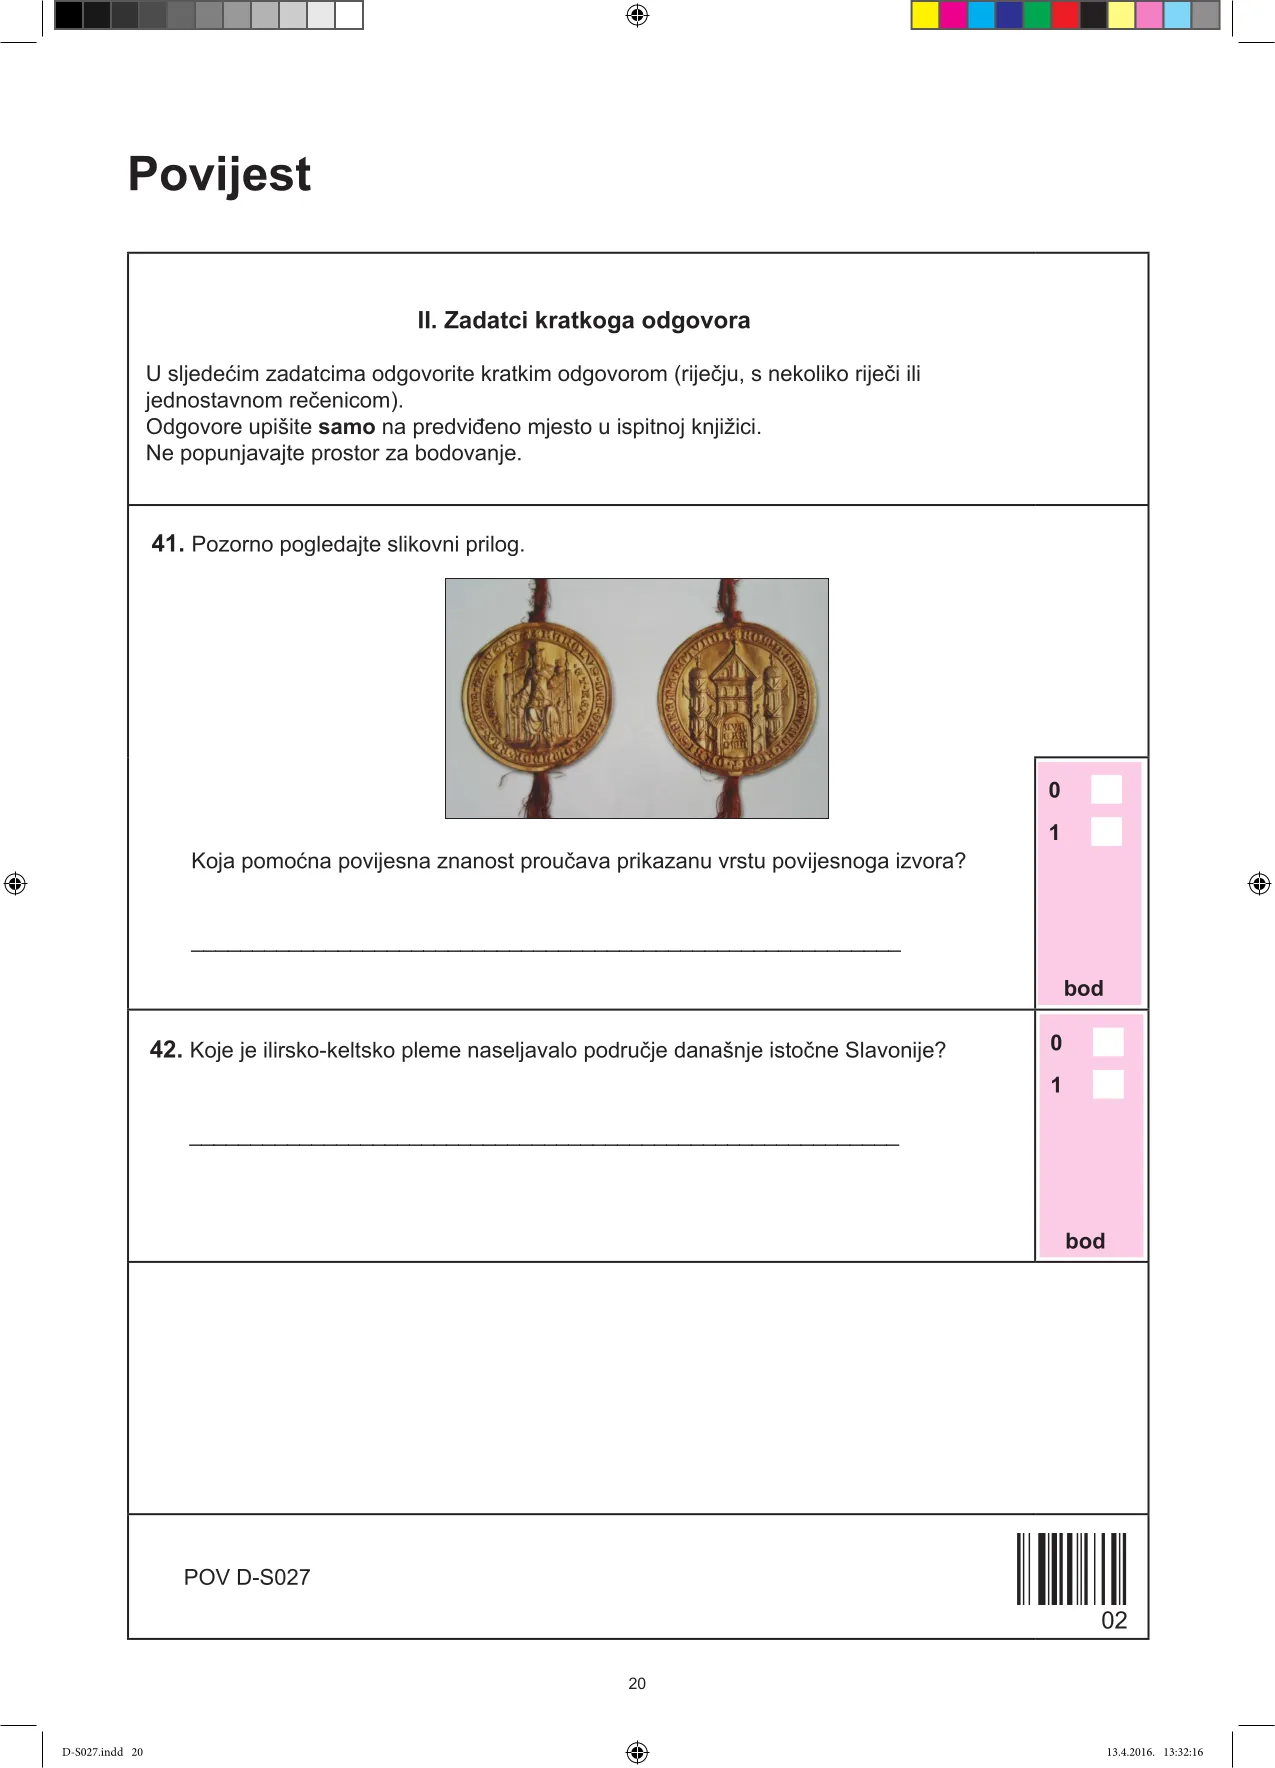 Povijest
II. Zadatci kratkoga odgovora
U sljedećim zadatcima odgovorite kratkim odgovorom (riječju, s nekoliko riječi ili
jednostavnom rečenicom).
Odgovore upišite samo na predviđeno mjesto u ispitnoj knjižici.
Ne popunjavajte prostor za bodovanje.
41. Pozorno pogledajte slikovni prilog.
Koja pomoćna povijesna znanost proučava prikazanu vrstu povijesnoga izvora?
0
1
bod
42. Koje je ilirsko-keltsko pleme naseljavalo područje današnje istočne Slavonije?
0
1
bod
POV D-S027
02
20
D-S027.indd 20
13.4.2016. 13:32:16